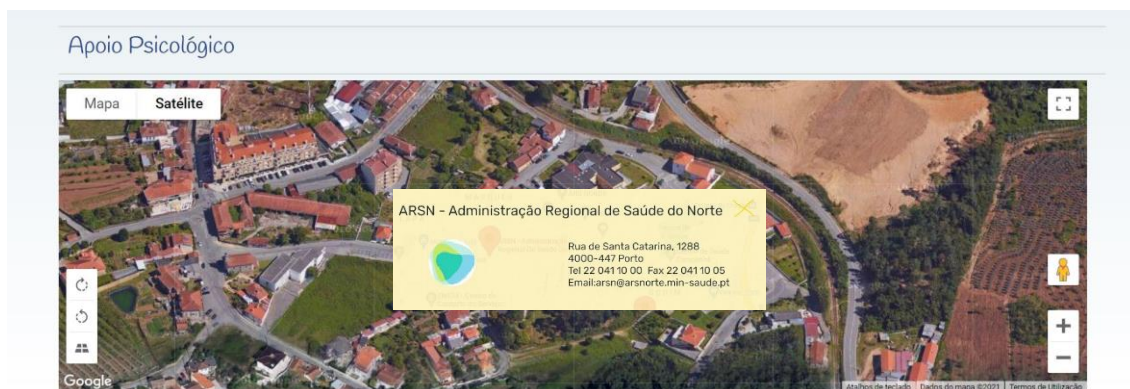 Apoio Psicológico
Mapa Satélite
ARSN - Administração Regional de Saúde do Norte
Rua de Santa Catarina, 1288
4000-447 Porto
Tel 22 041 10 00 Fax 22 041 10 05
Email:arsn@arsnorte.min-saude.pt
Google
Atalhos de teclado Dados do mapa ©2021 Termos de Utilização